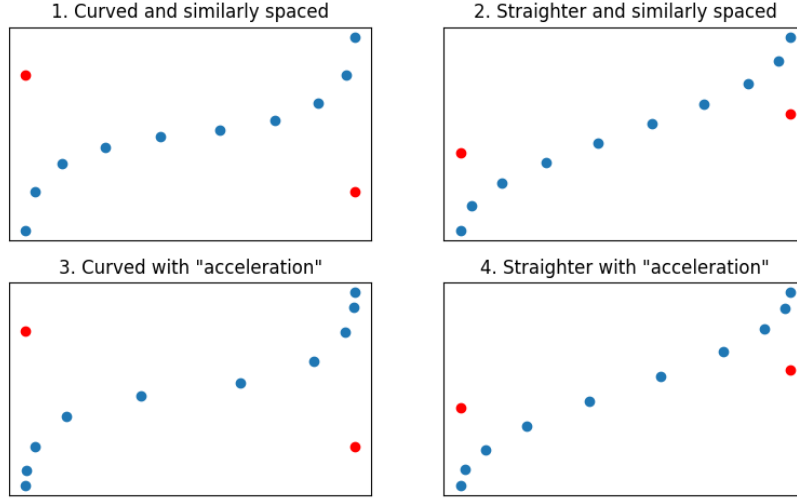 1. Curved and similarly spaced
2. Straighter and similarly spaced
3. Curved with "acceleration"
4. Straighter with "acceleration"